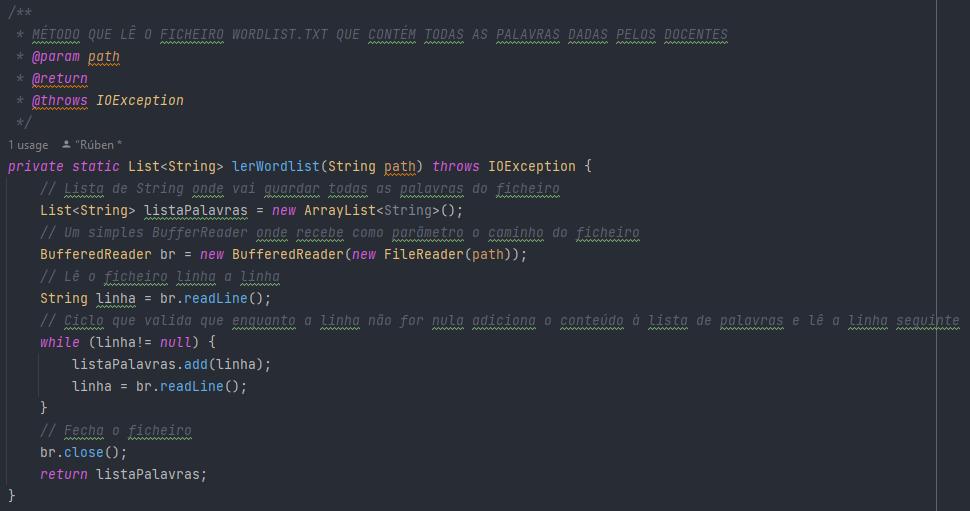 /**
 * MÉTODO QUE LÊ O FICHEIRO WORDLIST.TXT QUE CONTÉM TODAS AS PALAVRAS DADAS PELOS DOCENTES
 * @param path
 * @return
 * @throws IOException
 */
1 usage "Rúben *
private static List<String> lerWordlist(String path) throws IOException {
    // Lista de String onde vai guardar todas as palavras do ficheiro
    List<String> listaPalavras = new ArrayList<String>();
    // Um simples BufferReader onde recebe como parâmetro o caminho do ficheiro
    BufferedReader br = new BufferedReader(new FileReader(path));
    // Lê o ficheiro linha a linha
    String linha = br.readLine();
    // Ciclo que valida que enquanto a linha não for nula adiciona o conteúdo à lista de palavras e lê a linha seguinte
    while (linha!= null) {
        listaPalavras.add(linha);
        linha = br.readLine();
    }
    // Fecha o ficheiro
    br.close();
    return listaPalavras;
}